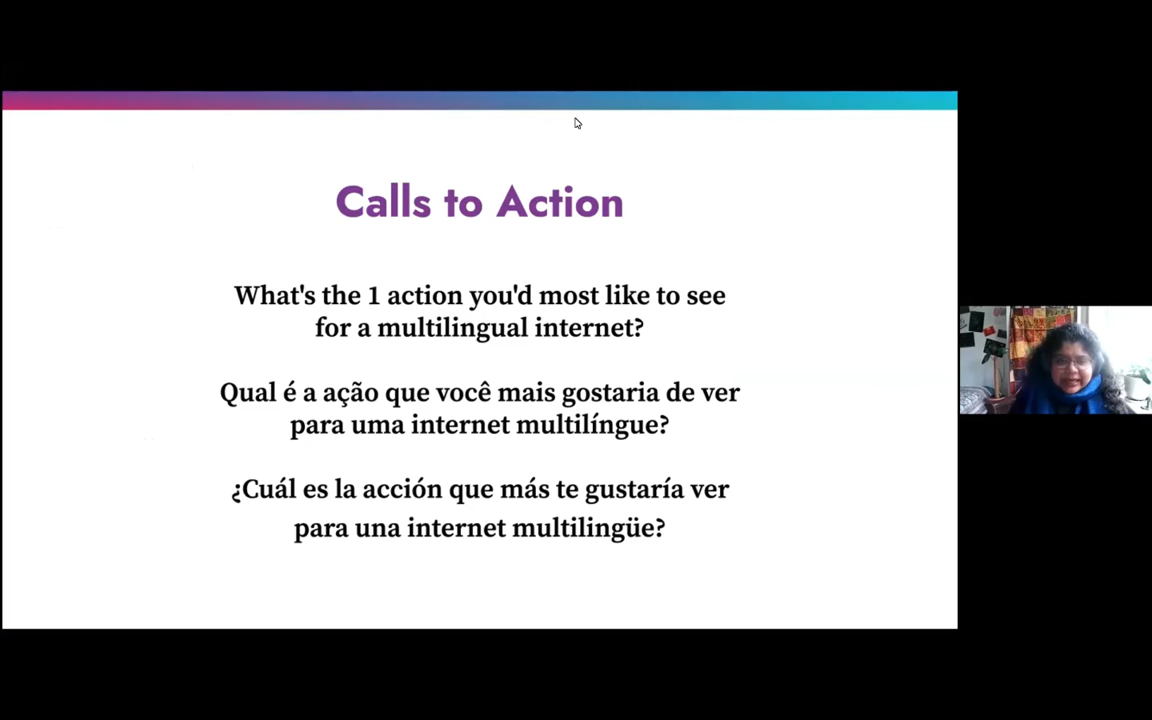 Calls to Action
What's the 1 action you'd most like to see
for a multilingual internet?
Qual é a ação que você mais gostaria de ver
para uma internet multilíngue?
¿Cuál es la acción que más te gustaría ver
para una internet multilingüe?